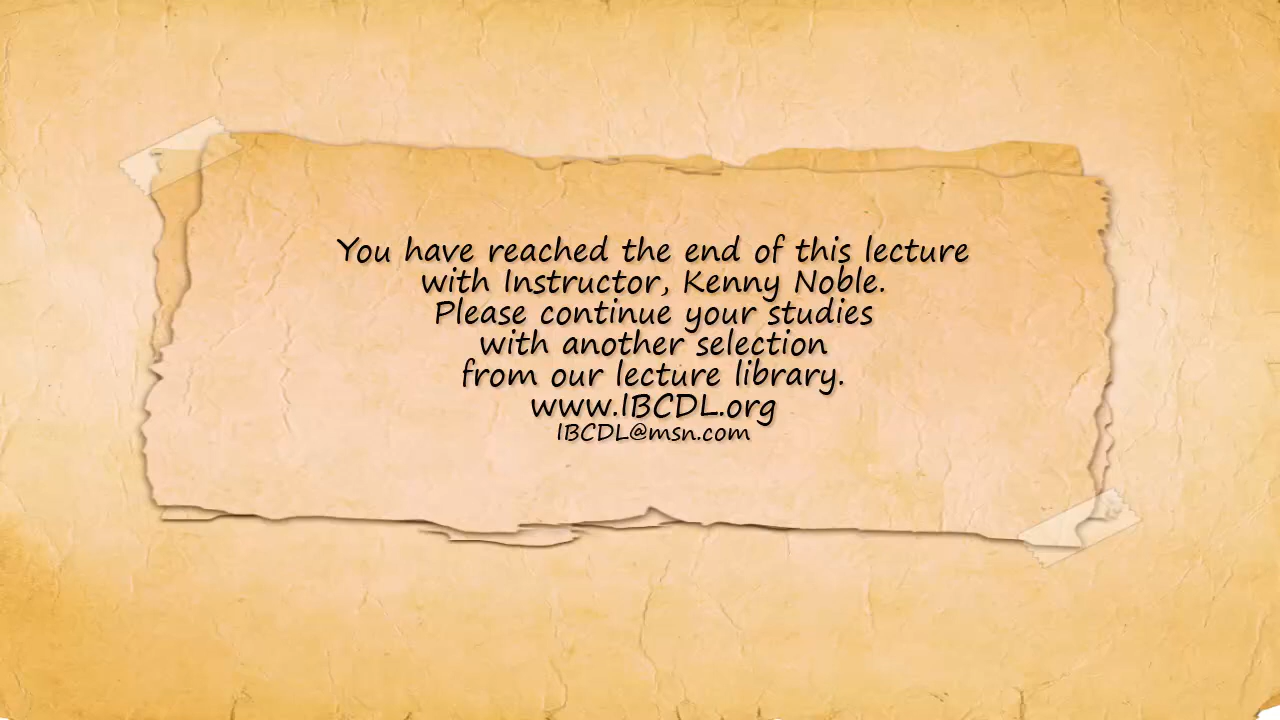 You have reached the end of this lecture
with Instructor, Kenny Noble.
Please continue your studies
with another selection
from our lecture library.
www.IBCDL.org
IBCDL@msn.com